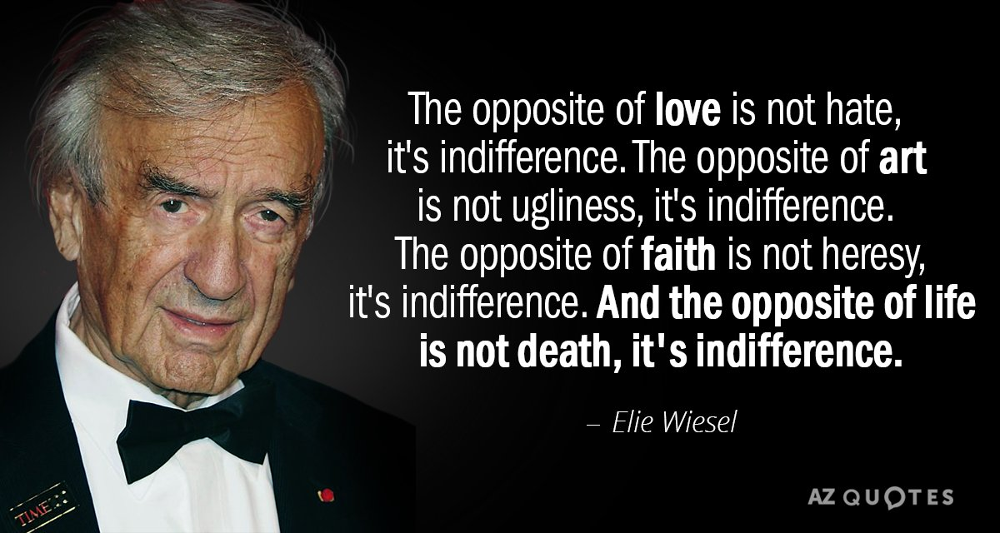 The opposite of love is not hate,
it's indifference. The opposite of art
is not ugliness, it's indifference.
The opposite of faith is not heresy,
it's indifference. And the opposite of life
is not death, it's indifference.
– Elie Wiesel
TIME
AZ QUOTES